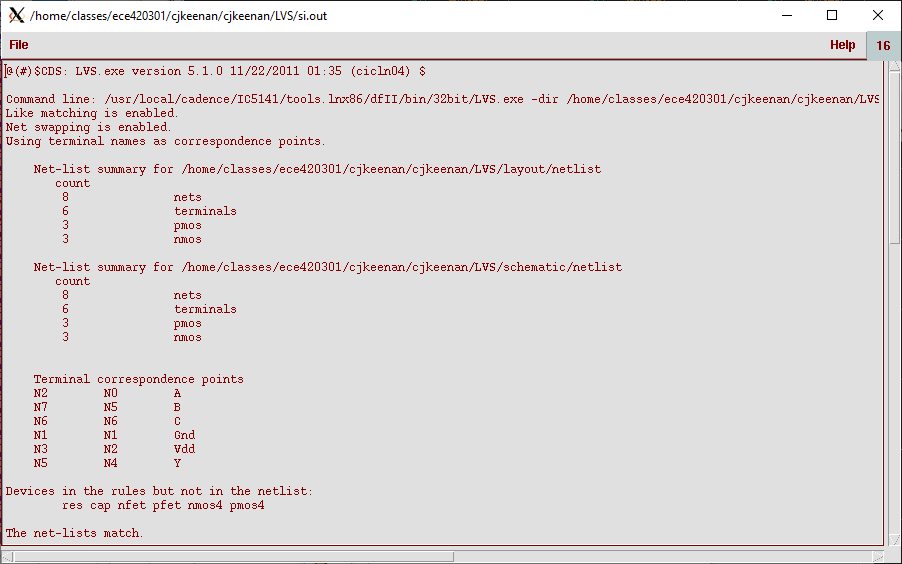 /home/classes/ece420301/cjkeenan/cjkeenan/LVS/si.out
File Help 16
@(#)$CDS: LVS.exe version 5.1.0 11/22/2011 01:35 (cicln04) $
Command line: /usr/local/cadence/IC5141/tools.lnx86/dfII/bin/32bit/LVS.exe -dir /home/classes/ece420301/cjkeenan/cjkeenan/LVS
Like matching is enabled.
Net swapping is enabled.
Using terminal names as correspondence points.
Net-list summary for /home/classes/ece420301/cjkeenan/cjkeenan/LVS/layout/netlist
count
8 nets
6 terminals
3 pmos
3 nmos
Net-list summary for /home/classes/ece420301/cjkeenan/cjkeenan/LVS/schematic/netlist
count
8 nets
6 terminals
3 pmos
3 nmos
Terminal correspondence points
N2 N0 A
N7 N5 B
N6 N6 C
N1 N1 Gnd
N3 N2 Vdd
N5 N4 Y
Devices in the rules but not in the netlist:
res cap nfet pfet nmos4 pmos4
The net-lists match.